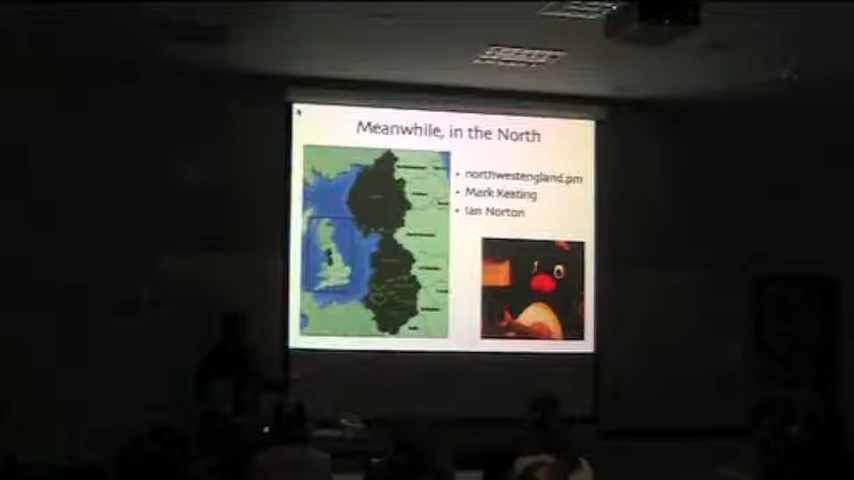 Meanwhile, in the North
• northwestengland.pm
• Mark Keating
• Ian Norton